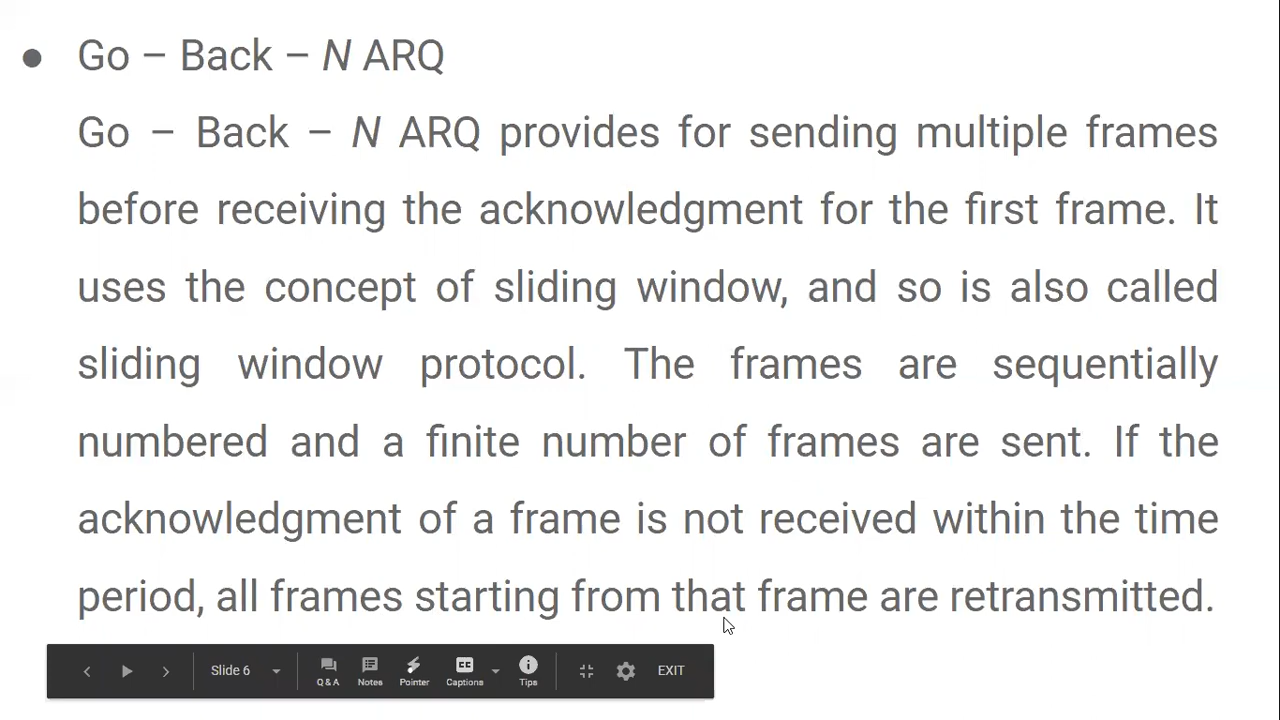 ● Go – Back – N ARQ
Go – Back – N ARQ provides for sending multiple frames
before receiving the acknowledgment for the first frame. It
uses the concept of sliding window, and so is also called
sliding window protocol. The frames are sequentially
numbered and a finite number of frames are sent. If the
acknowledgment of a frame is not received within the time
period, all frames starting from that frame are retransmitted.
Slide 6 Q & A Notes Pointer CC Captions Tips EXIT